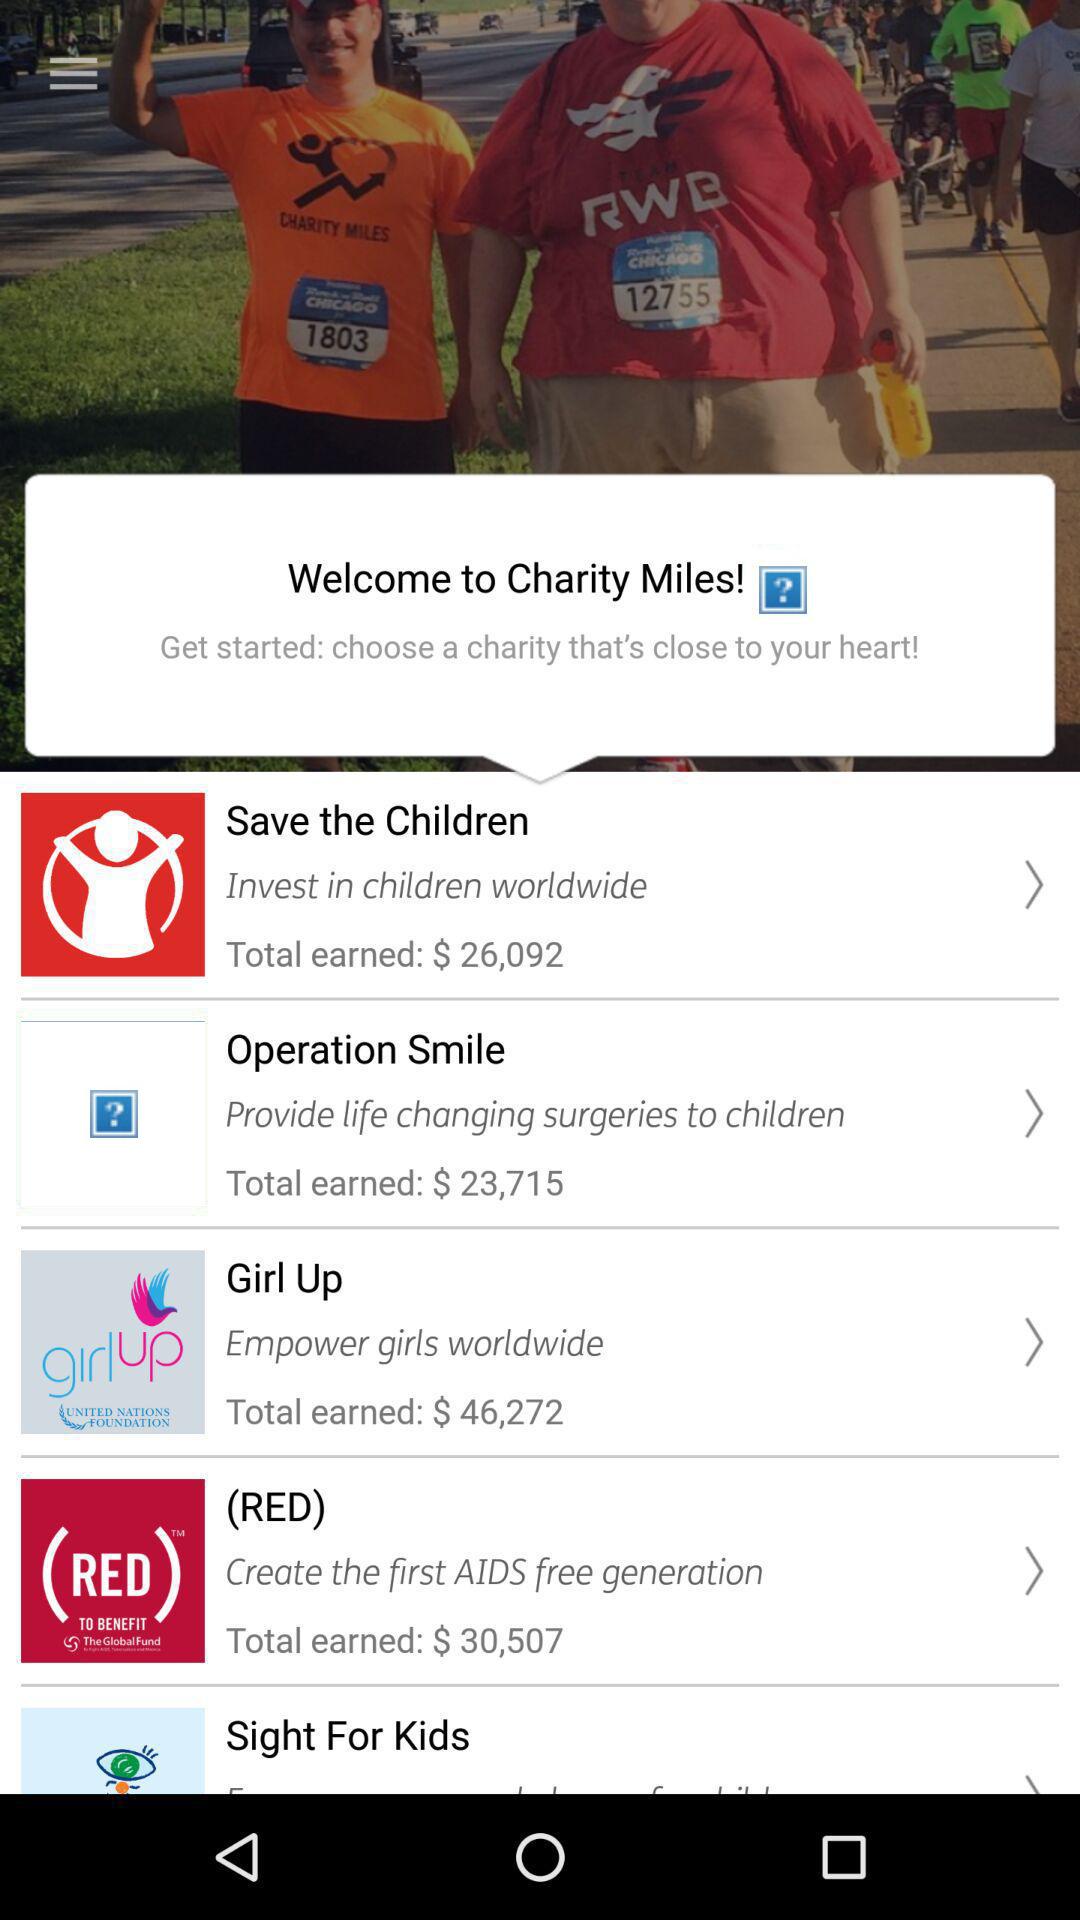 CHARITY MILES
CHICAGO
1803
TEAM
RWB
CHICAGO
12755
Welcome to Charity Miles!
Get started: choose a charity that’s close to your heart!
Save the Children
Invest in children worldwide
Total earned: $ 26,092
Operation Smile
Provide life changing surgeries to children
Total earned: $ 23,715
girlup
UNITED NATIONS
FOUNDATION
Girl Up
Empower girls worldwide
Total earned: $ 46,272
(RED)™
TO BENEFIT
The Global Fund
(RED)
Create the first AIDS free generation
Total earned: $ 30,507
Sight For Kids